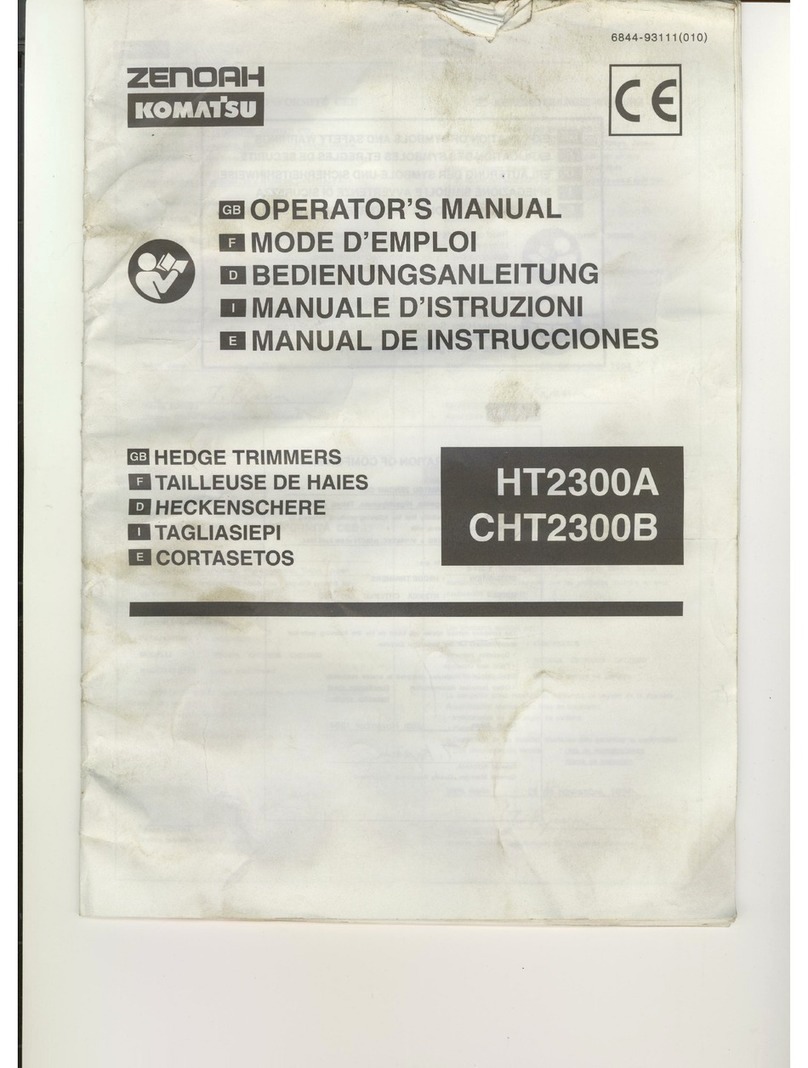 6844-93111(010)
ZENOAH
KOMATSU
CE
GB OPERATOR'S MANUAL
F MODE D'EMPLOI
D BEDIENUNGSANLEITUNG
I MANUALE D'ISTRUZIONI
E MANUAL DE INSTRUCCIONES
GB HEDGE TRIMMERS
F TAILLEUSE DE HAIES
D HECKENSCHERE
I TAGLIASIEPI
E CORTASETOS
HT2300A
CHT2300B